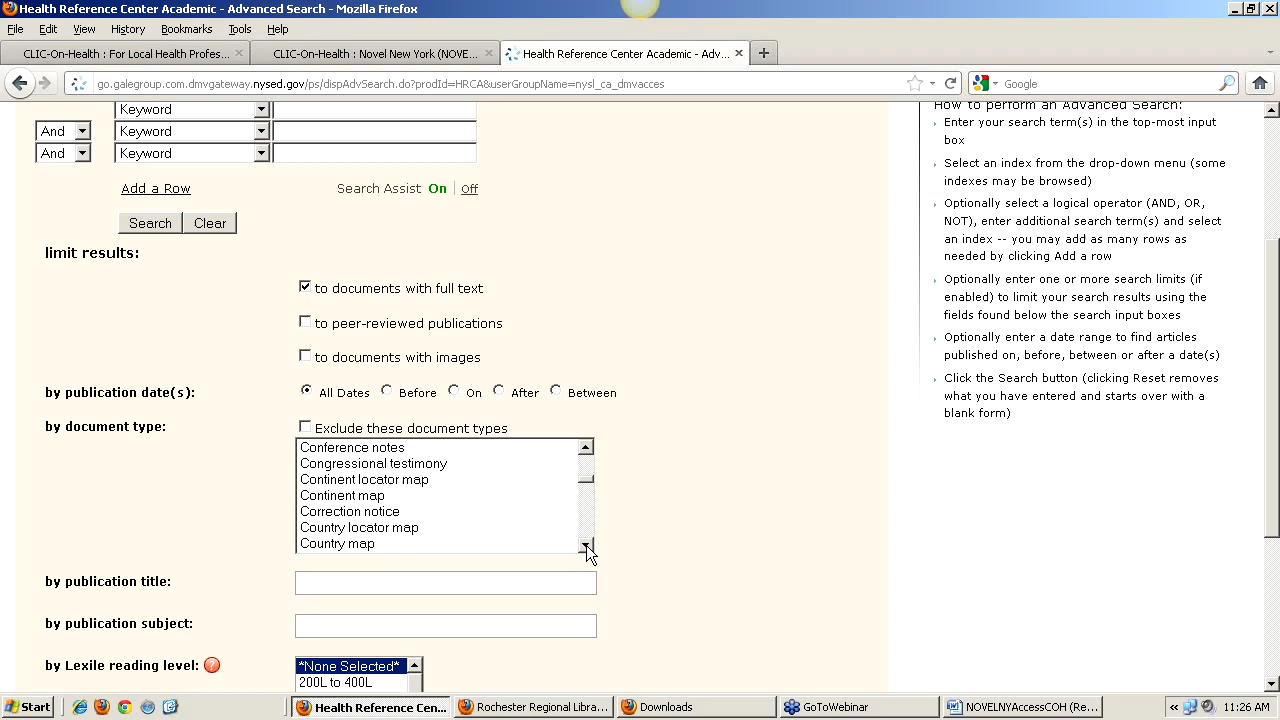 Health Reference Center Academic - Advanced Search - Mozilla Firefox
File Edit View History Bookmarks Tools Help
CLIC-On-Health : For Local Health Profes... CLIC-On-Health : Novel New York (NOVE... Health Reference Center Academic - Adv...
go.galegroup.com.dmvgateway.nysed.gov/ps/dispAdvSearch.do?prodId=HRCA&userGroupName=nysl_ca_dmvacces
Google
Keyword
And Keyword
And Keyword
Add a Row Search Assist On Off
Search Clear
limit results:
to documents with full text
to peer-reviewed publications
to documents with images
by publication date(s): All Dates Before On After Between
by document type: Exclude these document types
Conference notes
Congressional testimony
Continent locator map
Continent map
Correction notice
Country locator map
Country map
by publication title:
by publication subject:
by Lexile reading level: ? *None Selected*
200L to 400L
How to perform an Advanced Search:
Enter your search term(s) in the top-most input
box
Select an index from the drop-down menu (some
indexes may be browsed)
Optionally select a logical operator (AND, OR,
NOT), enter additional search term(s) and select
an index -- you may add as many rows as
needed by clicking Add a row
Optionally enter one or more search limits (if
enabled) to limit your search results using the
fields found below the search input boxes
Optionally enter a date range to find articles
published on, before, between or after a date(s)
Click the Search button (clicking Reset removes
what you have entered and starts over with a
blank form)
Start Health Reference Cen... Rochester Regional Libra... Downloads GoToWebinar NOVELNYAccessCOH (Re... « 11:26 AM